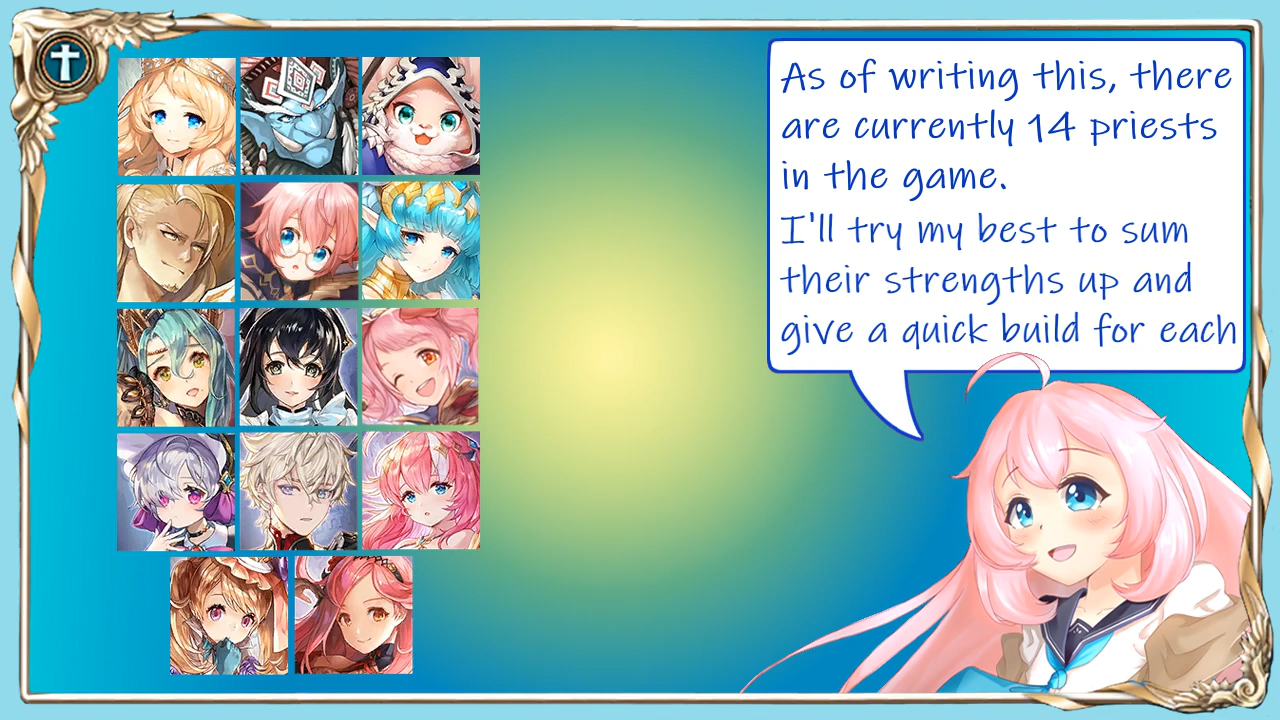 As of writing this, there
are currently 14 priests
in the game.
I'll try my best to sum
their strengths up and
give a quick build for each